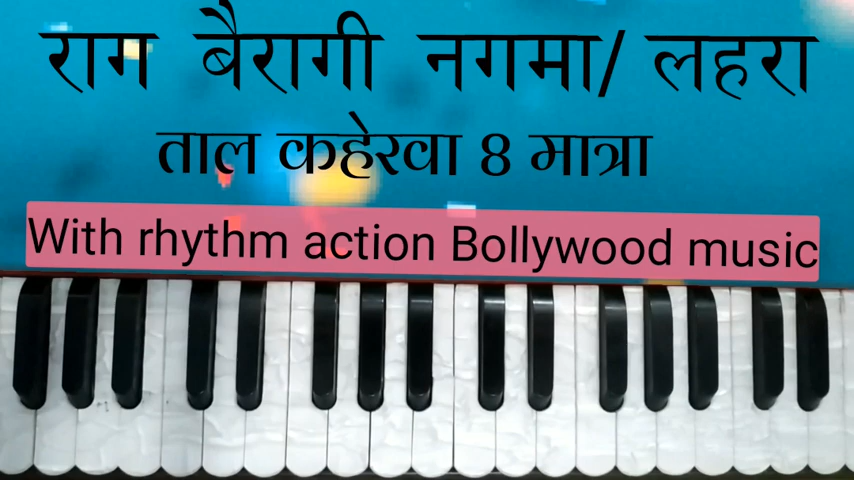 राग बैरागी नगमा/ लहरा
ताल कहेरवा 8 मात्रा
With rhythm action Bollywood music